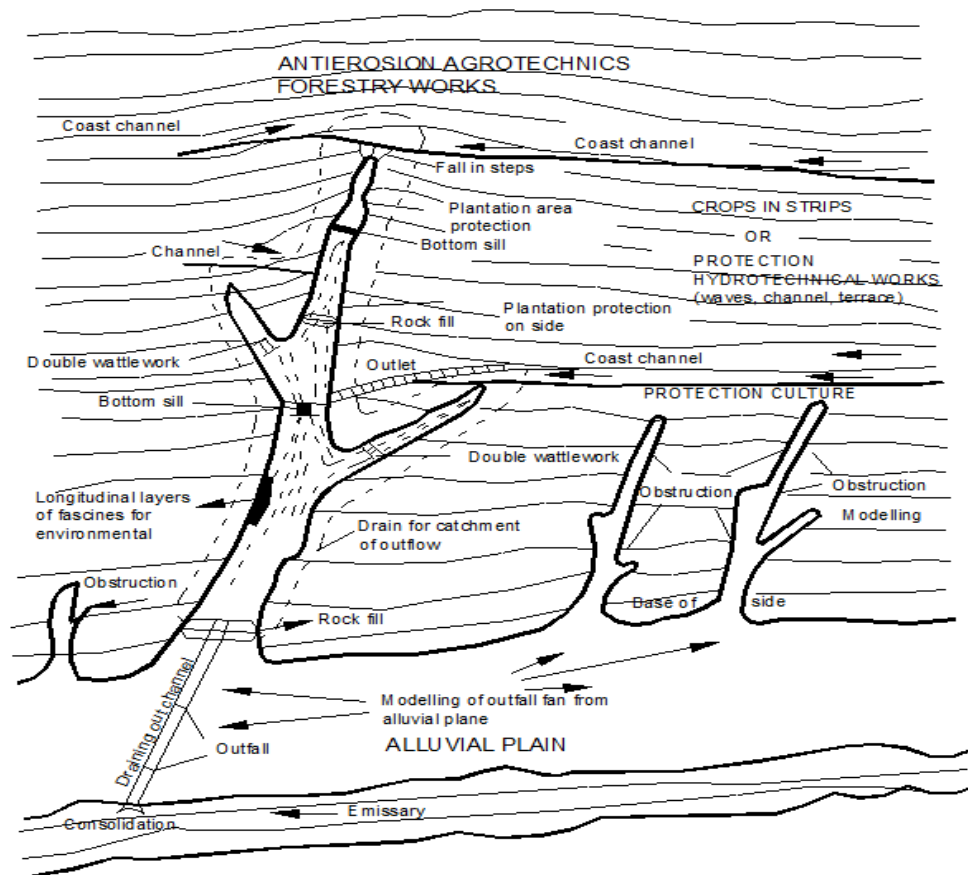 ANTIEROSION AGROTECHNICS
FORESTRY WORKS
Coast channel
Coast channel
Fall in steps
Plantation area
protection
Bottom sill
CROPS IN STRIPS
OR
PROTECTION
HYDROTECHNICAL WORKS
(waves, channel, terrace)
Channel
Plantation protection
on side
Rock fill
Double wattlework
Outlet
Coast channel
Bottom sill
PROTECTION CULTURE
Double wattlework
Longitudinal layers
of fascines for
environmental
Obstruction
Obstruction
Modelling
Drain for catchment
of outflow
Obstruction
Base of side
Rock fill
Draining out channel
Modelling of outfall fan from
alluvial plane
Outfall
ALLUVIAL PLAIN
Emissary
Consolidation